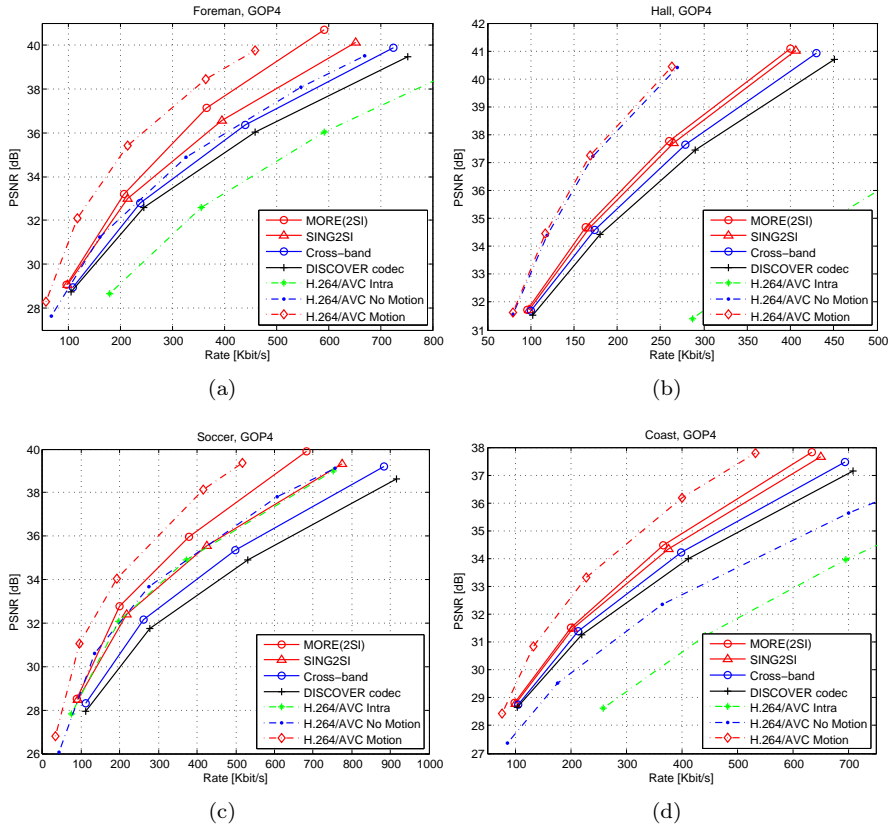 Foreman, GOP4
PSNR [dB]
40
38
36
34
32
30
28
100 200 300 400 500 600 700 800
Rate [Kbit/s]
MORE(2SI)
SING2SI
Cross−band
DISCOVER codec
H.264/AVC Intra
H.264/AVC No Motion
H.264/AVC Motion
(a)
Hall, GOP4
PSNR [dB]
42
41
40
39
38
37
36
35
34
33
32
31
50 100 150 200 250 300 350 400 450 500
Rate [Kbit/s]
MORE(2SI)
SING2SI
Cross−band
DISCOVER codec
H.264/AVC Intra
H.264/AVC No Motion
H.264/AVC Motion
(b)
Soccer, GOP4
PSNR [dB]
40
38
36
34
32
30
28
26
0 100 200 300 400 500 600 700 800 900 1000
Rate [Kbit/s]
MORE(2SI)
SING2SI
Cross−band
DISCOVER codec
H.264/AVC Intra
H.264/AVC No Motion
H.264/AVC Motion
(c)
Coast, GOP4
PSNR [dB]
38
37
36
35
34
33
32
31
30
29
28
27
100 200 300 400 500 600 700
Rate [Kbit/s]
MORE(2SI)
SING2SI
Cross−band
DISCOVER codec
H.264/AVC Intra
H.264/AVC No Motion
H.264/AVC Motion
(d)